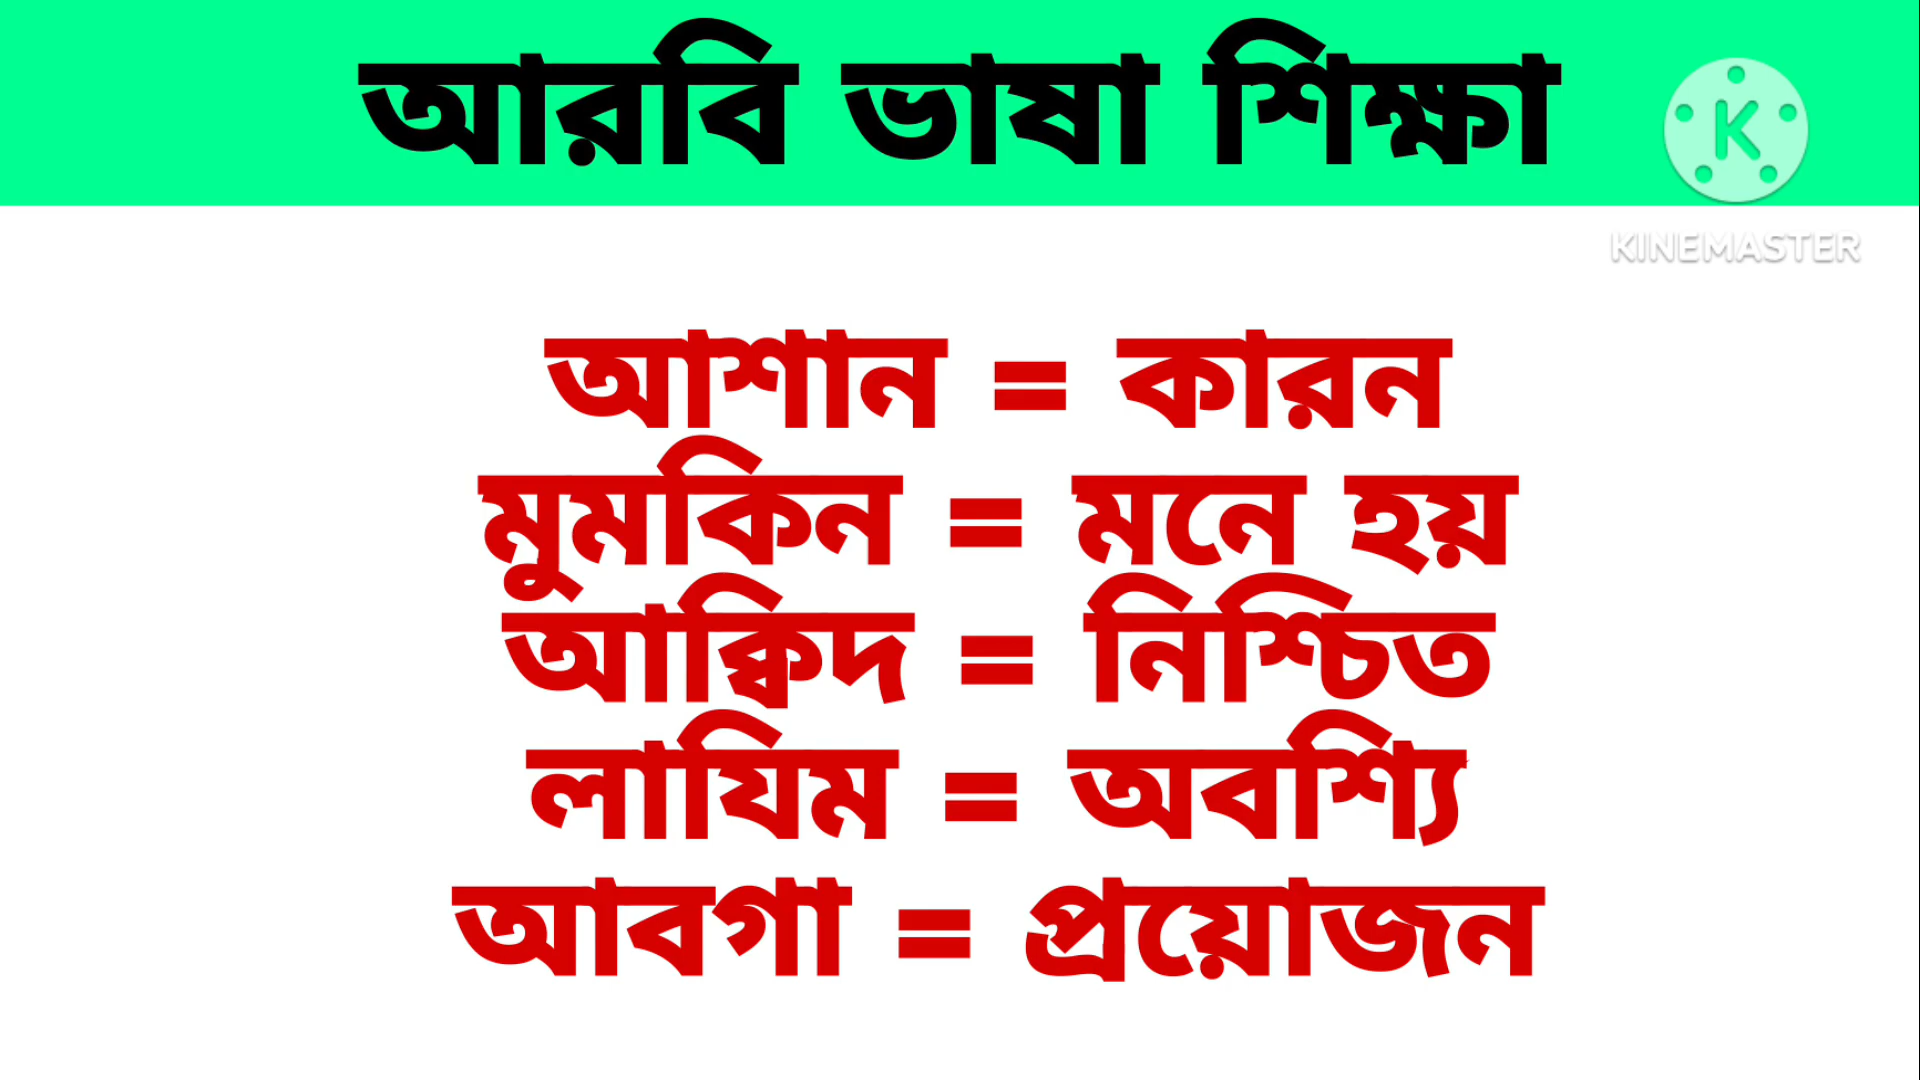 আরবি ভাষা শিক্ষা
K
KINEMASTER
আশান = কারন
মুমকিন = মনে হয়
আক্বিদ = নিশ্চিত
লাযিম = অবশ্যি
আবগা = প্রয়োজন